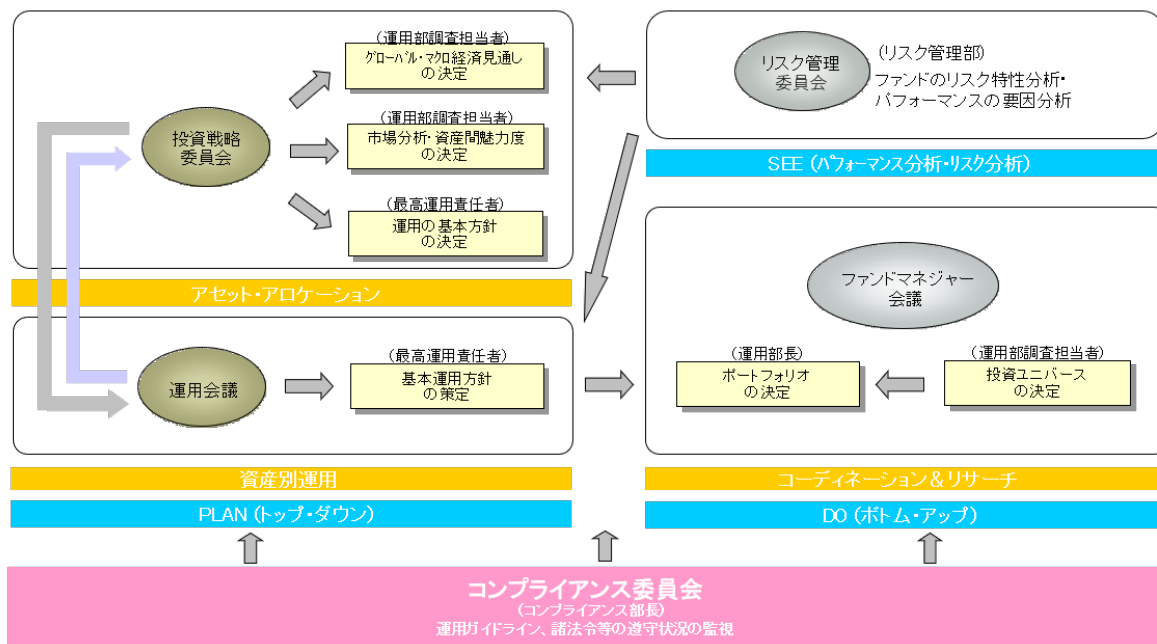 (運用部調査担当者)
グローバル・マクロ経済見通し
の決定
投資戦略
委員会
(運用部調査担当者)
市場分析・資産間魅力度
の決定
(最高運用責任者)
運用の基本方針
の決定
アセット・アロケーション
リスク管理
委員会
(リスク管理部)
ファンドのリスク特性分析・
パフォーマンスの要因分析
SEE (パフォーマンス分析・リスク分析)
運用会議
(最高運用責任者)
基本運用方針
の策定
資産別運用
PLAN (トップ・ダウン)
ファンドマネジャー
会議
(運用部長)
ポートフォリオ
の決定
(運用部調査担当者)
投資ユニバース
の決定
コーディネーション&リサーチ
DO (ボトム・アップ)
コンプライアンス委員会
(コンプライアンス部長)
運用ガイドライン、諸法令等の遵守状況の監視